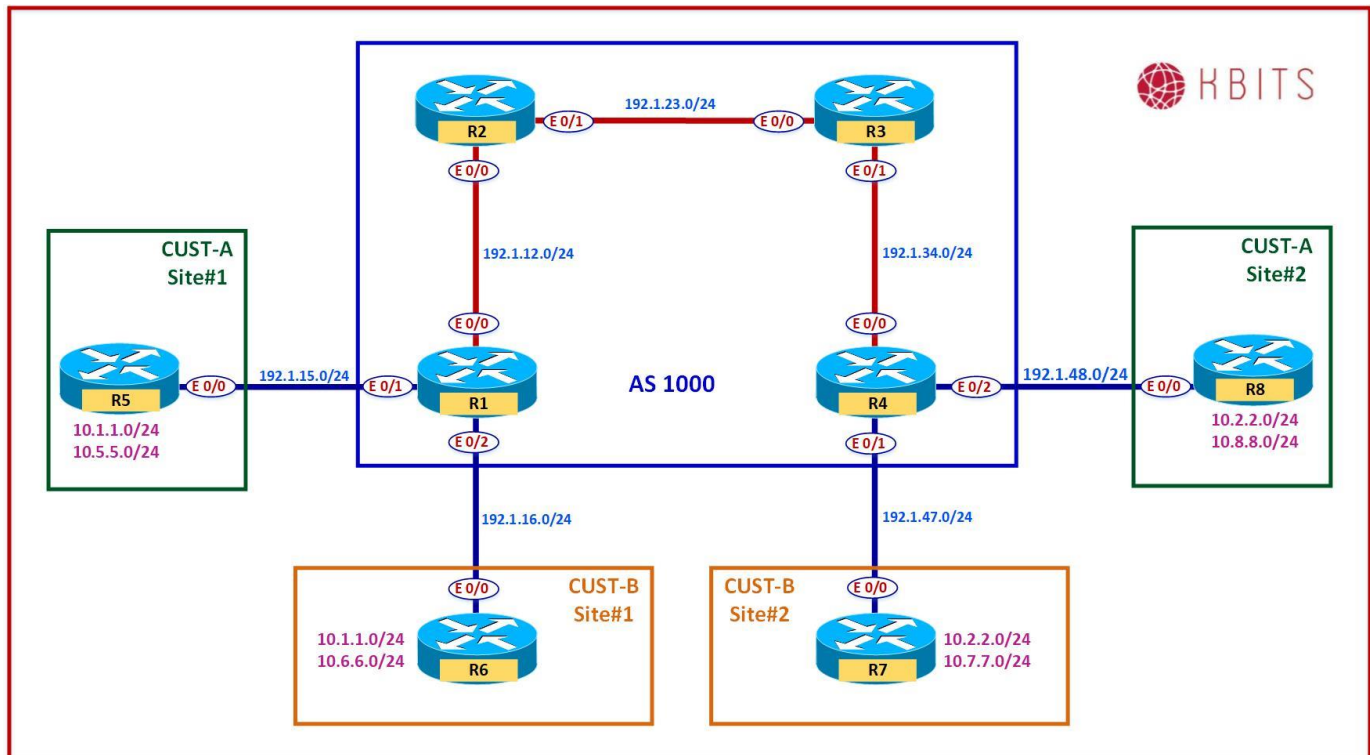 KBITS
R2
E 0/1
192.1.23.0/24
E 0/0
R3
E 0/0
E 0/1
192.1.12.0/24
192.1.34.0/24
CUST-A
Site#1
CUST-A
Site#2
E 0/0
E 0/0
R5
E 0/0
192.1.15.0/24
E 0/1
R1
AS 1000
R4
E 0/2
192.1.48.0/24
E 0/0
R8
10.1.1.0/24
10.5.5.0/24
10.2.2.0/24
10.8.8.0/24
E 0/2
E 0/1
192.1.16.0/24
192.1.47.0/24
E 0/0
CUST-B
Site#1
CUST-B
Site#2
E 0/0
10.1.1.0/24
10.6.6.0/24
R6
R7
10.2.2.0/24
10.7.7.0/24